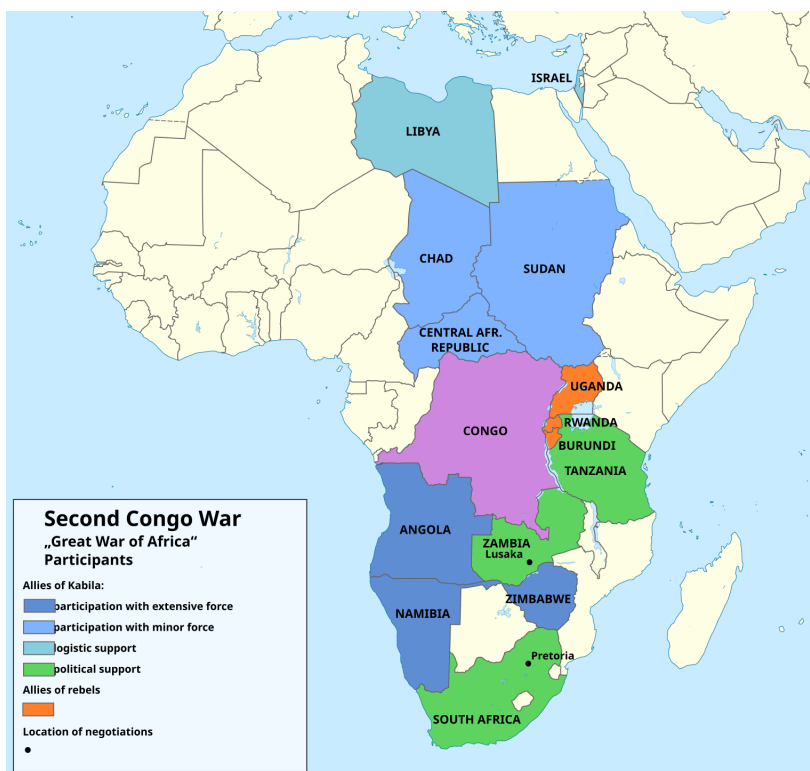 ISRAEL
LIBYA
CHAD
SUDAN
CENTRAL AFR.
REPUBLIC
UGANDA
RWANDA
CONGO
BURUNDI
TANZANIA
ANGOLA
ZAMBIA
Lusaka
ZIMBABWE
NAMIBIA
Pretoria
SOUTH AFRICA
Second Congo War
„Great War of Africa“
Participants
Allies of Kabila:
participation with extensive force
participation with minor force
logistic support
political support
Allies of rebels
Location of negotiations